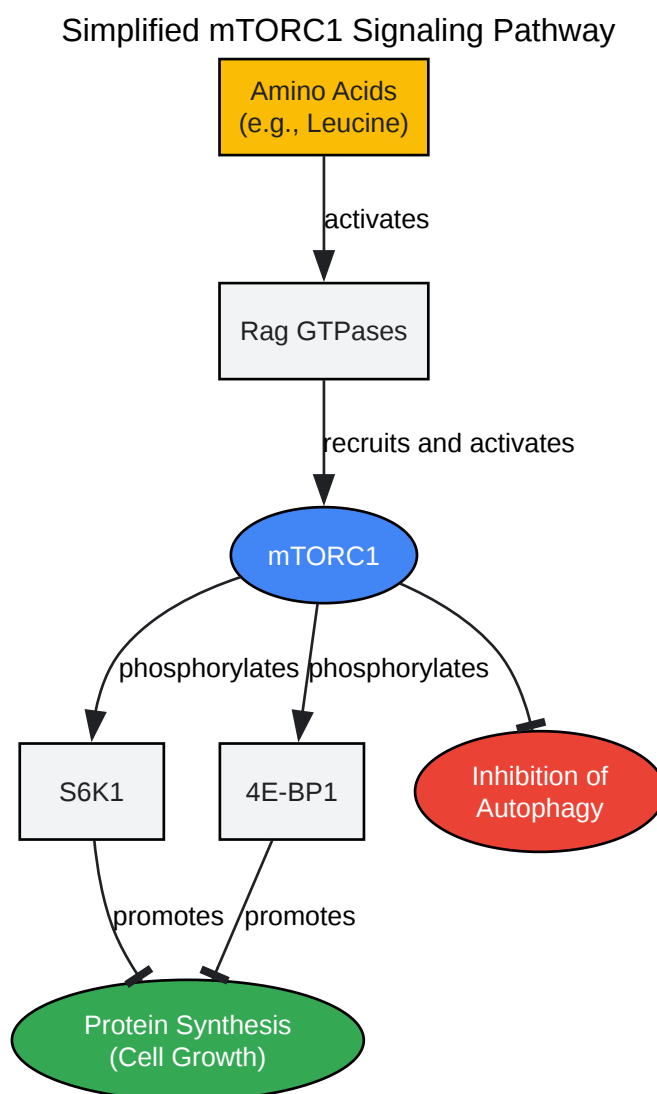 Simplified mTORC1 Signaling Pathway
Amino Acids
(e.g., Leucine)
activates
Rag GTPases
recruits and activates
mTORC1
phosphorylates
phosphorylates
S6K1
4E-BP1
Inhibition of
Autophagy
promotes
promotes
Protein Synthesis
(Cell Growth)